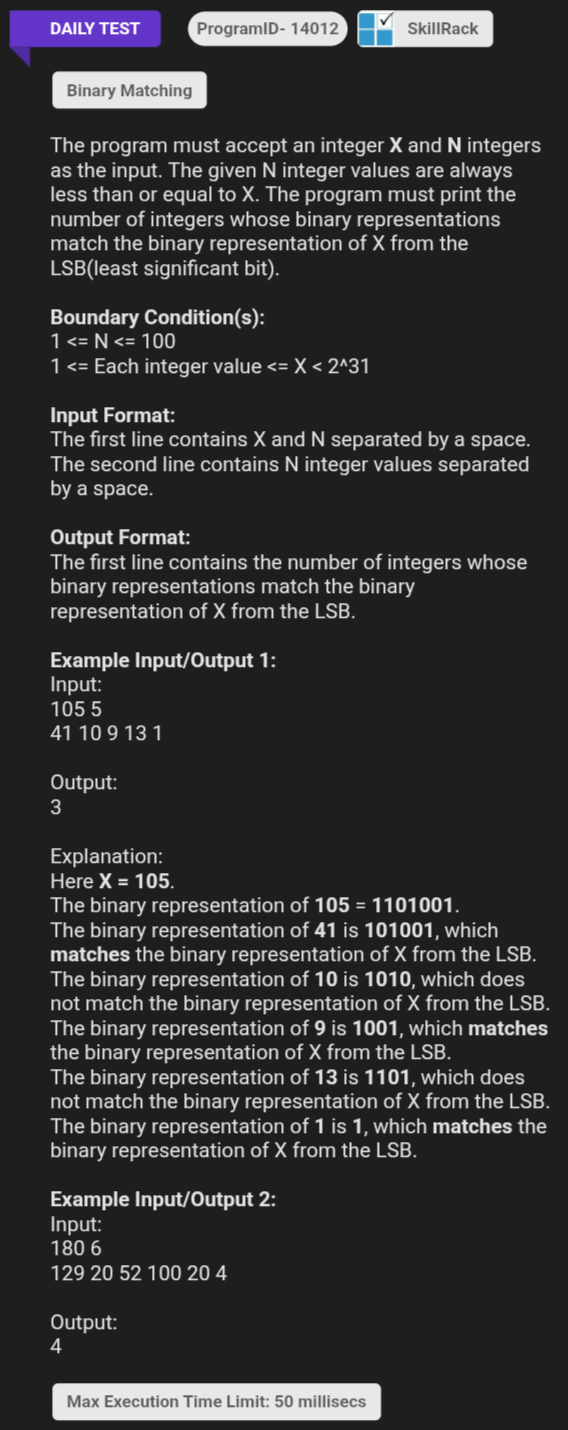 DAILY TEST
ProgramID- 14012
SkillRack
Binary Matching
The program must accept an integer X and N integers
as the input. The given N integer values are always
less than or equal to X. The program must print the
number of integers whose binary representations
match the binary representation of X from the
LSB(least significant bit).
Boundary Condition(s):
1 <= N <= 100
1 <= Each integer value <= X < 2^31
Input Format:
The first line contains X and N separated by a space.
The second line contains N integer values separated
by a space.
Output Format:
The first line contains the number of integers whose
binary representations match the binary
representation of X from the LSB.
Example Input/Output 1:
Input:
105 5
41 10 9 13 1
Output:
3
Explanation:
Here X = 105.
The binary representation of 105 = 1101001.
The binary representation of 41 is 101001, which
matches the binary representation of X from the LSB.
The binary representation of 10 is 1010, which does
not match the binary representation of X from the LSB.
The binary representation of 9 is 1001, which matches
the binary representation of X from the LSB.
The binary representation of 13 is 1101, which does
not match the binary representation of X from the LSB.
The binary representation of 1 is 1, which matches the
binary representation of X from the LSB.
Example Input/Output 2:
Input:
180 6
129 20 52 100 20 4
Output:
4
Max Execution Time Limit: 50 millisecs